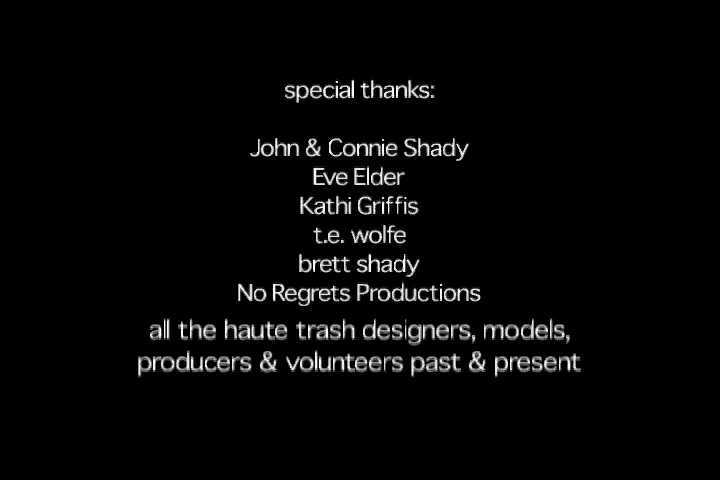 special thanks:
John & Connie Shady
Eve Elder
Kathi Griffis
t.e. wolfe
brett shady
No Regrets Productions
all the haute trash designers, models,
producers & volunteers past & present